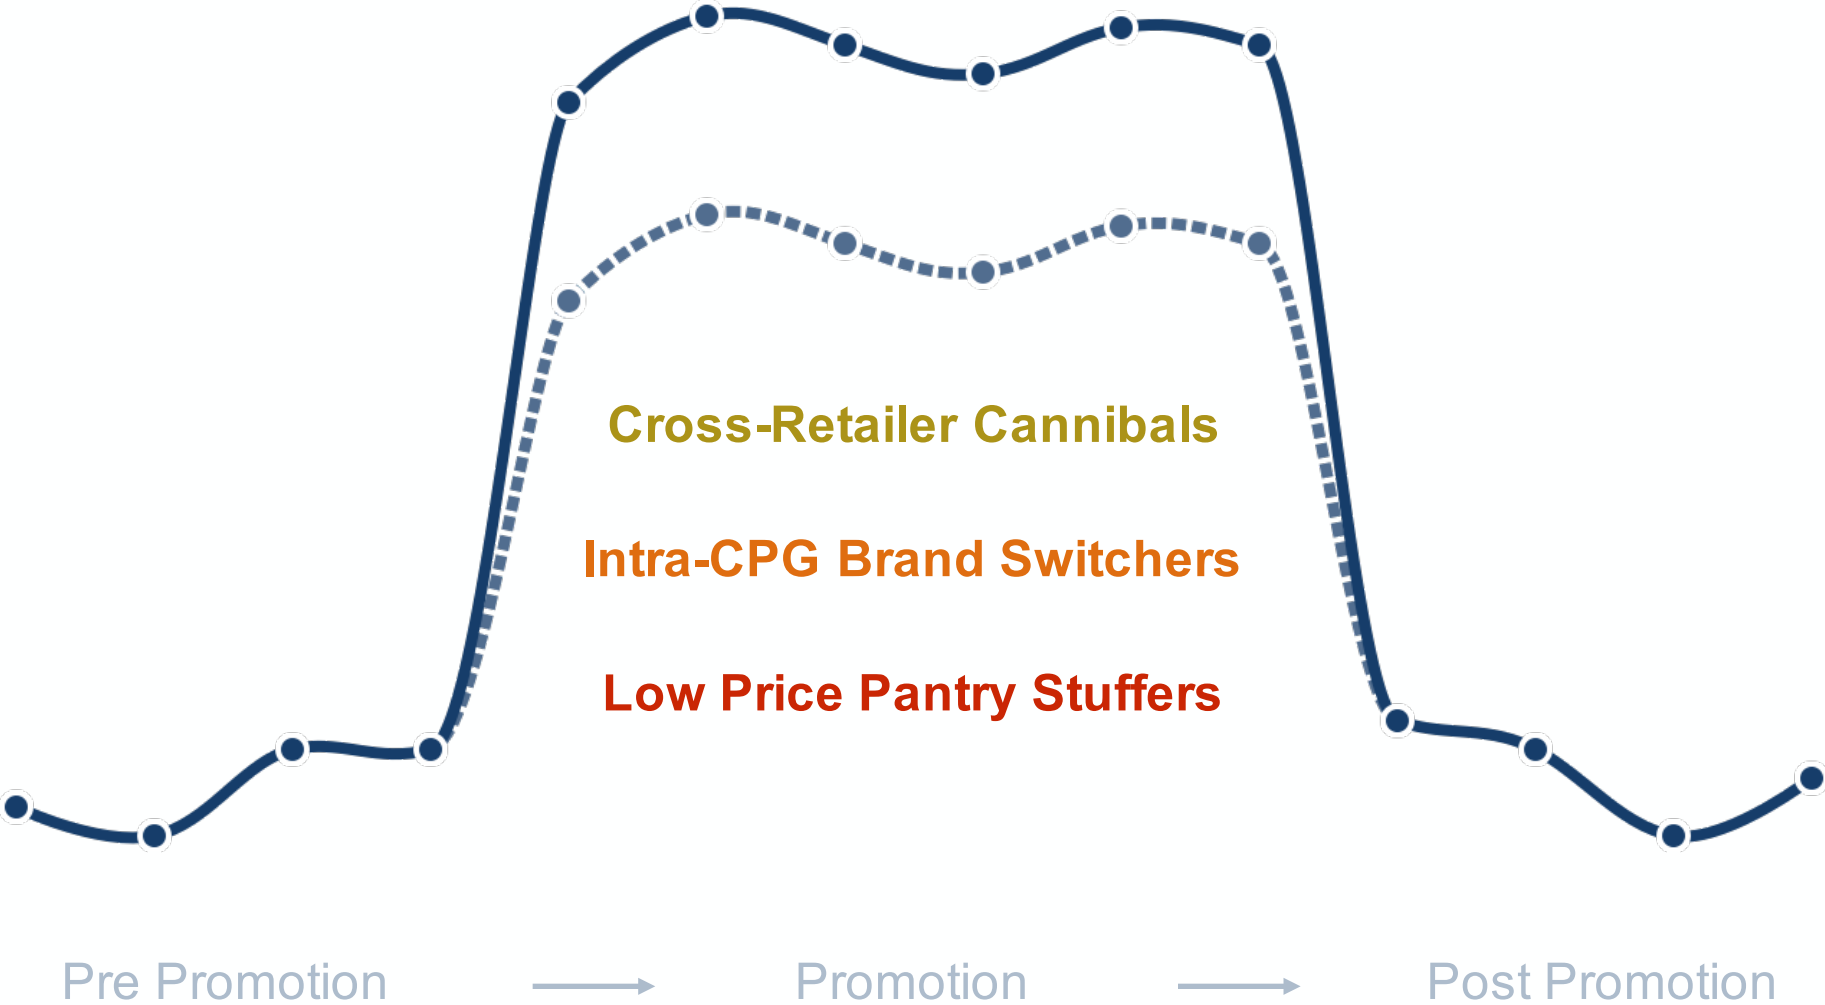 Cross-Retailer Cannibals
Intra-CPG Brand Switchers
Low Price Pantry Stuffers
Pre Promotion
Promotion
Post Promotion